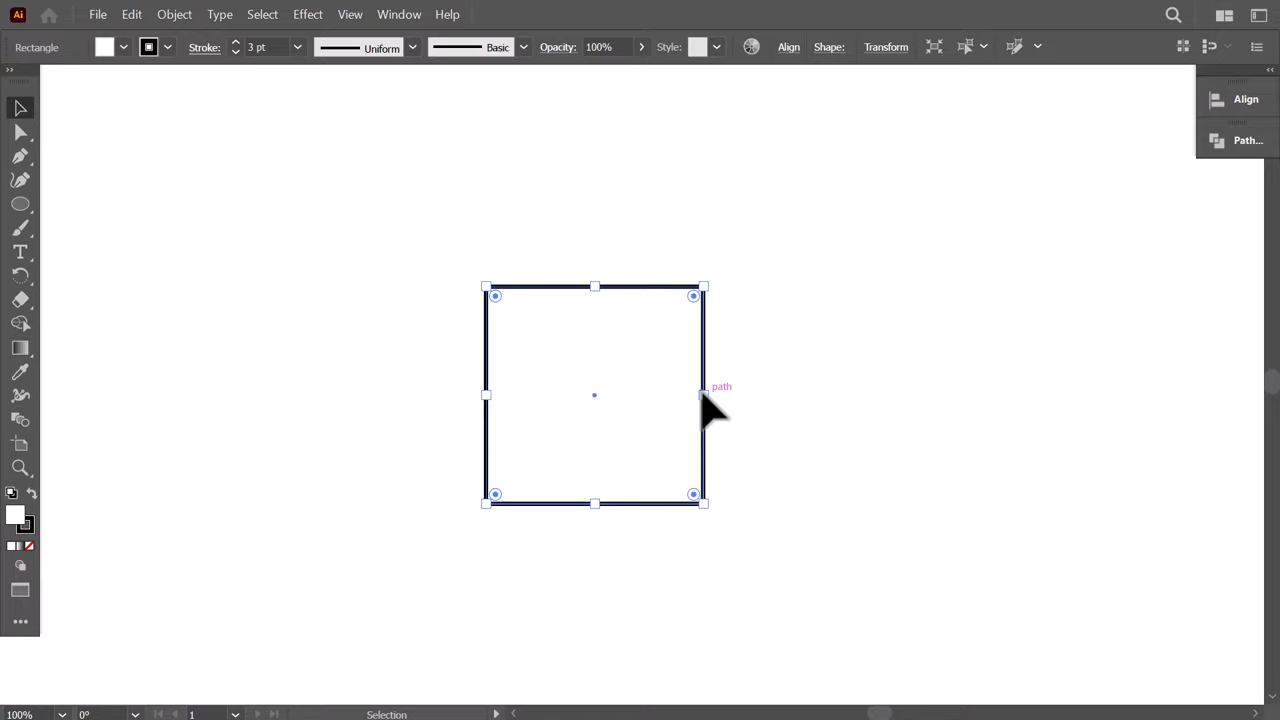 Ai File Edit Object Type Select Effect View Window Help
Rectangle Stroke: 3 pt Uniform Basic Opacity: 100% Style: Align Shape: Transform
Align
Path...
path
100% 0° 1 Selection